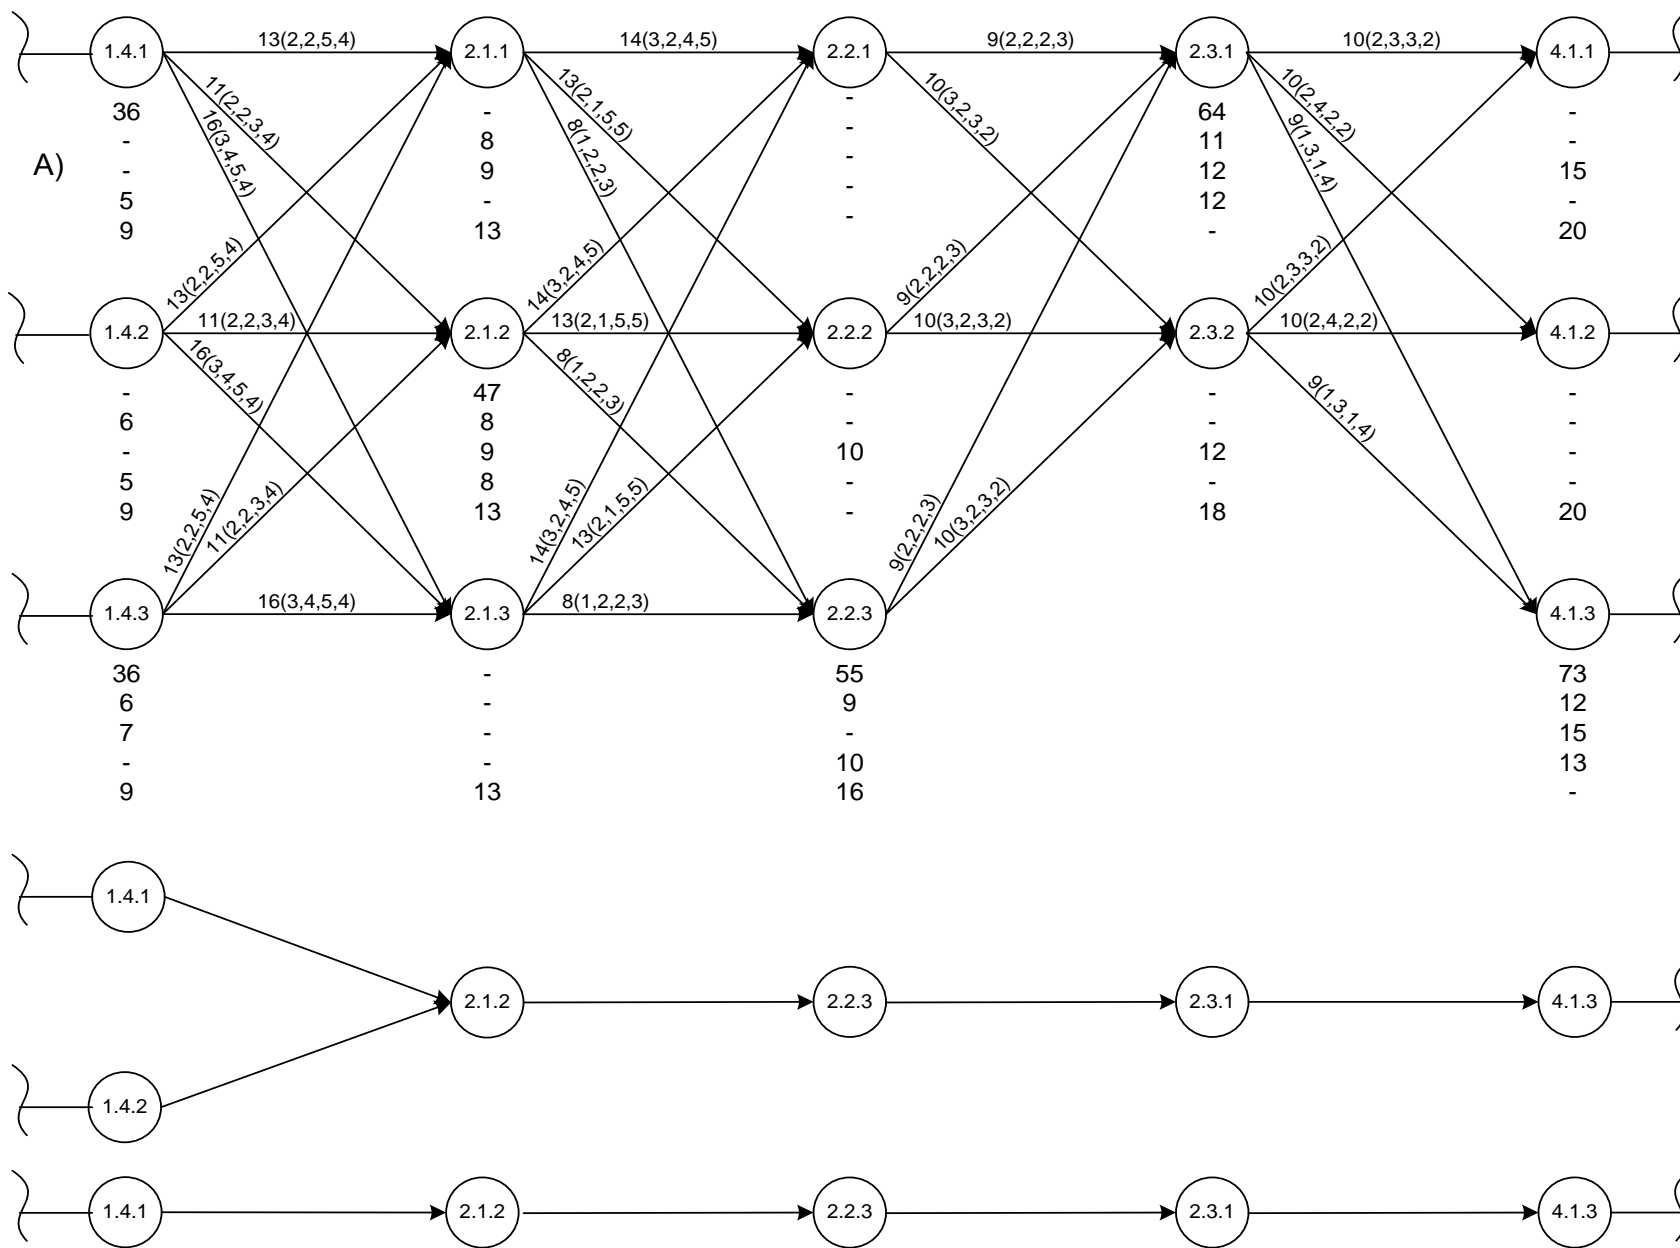 1.4.1 13(2,2,5,4) 2.1.1 14(3,2,4,5) 2.2.1 9(2,2,2,3) 2.3.1 10(2,3,3,2) 4.1.1
11(2,2,3,4)
16(3,4,5,4)
13(2,1,5,5)
8(1,2,2,3)
10(3,2,3,2)
10(2,4,2,2)
9(1,3,1,4)
A)
36 - - 64 -
- 8 - 11 -
- 9 - 12 15
5 - - 12 -
9 13 - - 20
13(2,2,5,4)
14(3,2,4,5)
9(2,2,2,3)
10(2,3,3,2)
1.4.2 11(2,2,3,4) 2.1.2 13(2,1,5,5) 2.2.2 10(3,2,3,2) 2.3.2 10(2,4,2,2) 4.1.2
16(3,4,5,4)
8(1,2,2,3)
9(1,3,1,4)
- 47 - - -
6 8 - - -
- 9 10 12 -
5 8 - - -
9 13 - 18 20
13(2,2,5,4)
11(2,2,3,4)
14(3,2,4,5)
13(2,1,5,5)
9(2,2,2,3)
10(3,2,3,2)
1.4.3 16(3,4,5,4) 2.1.3 8(1,2,2,3) 2.2.3 4.1.3
36 - 55 73
6 - 9 12
7 - - 15
- - 10 13
9 13 16 -
1.4.1
2.1.2 2.2.3 2.3.1 4.1.3
1.4.2
1.4.1 2.1.2 2.2.3 2.3.1 4.1.3